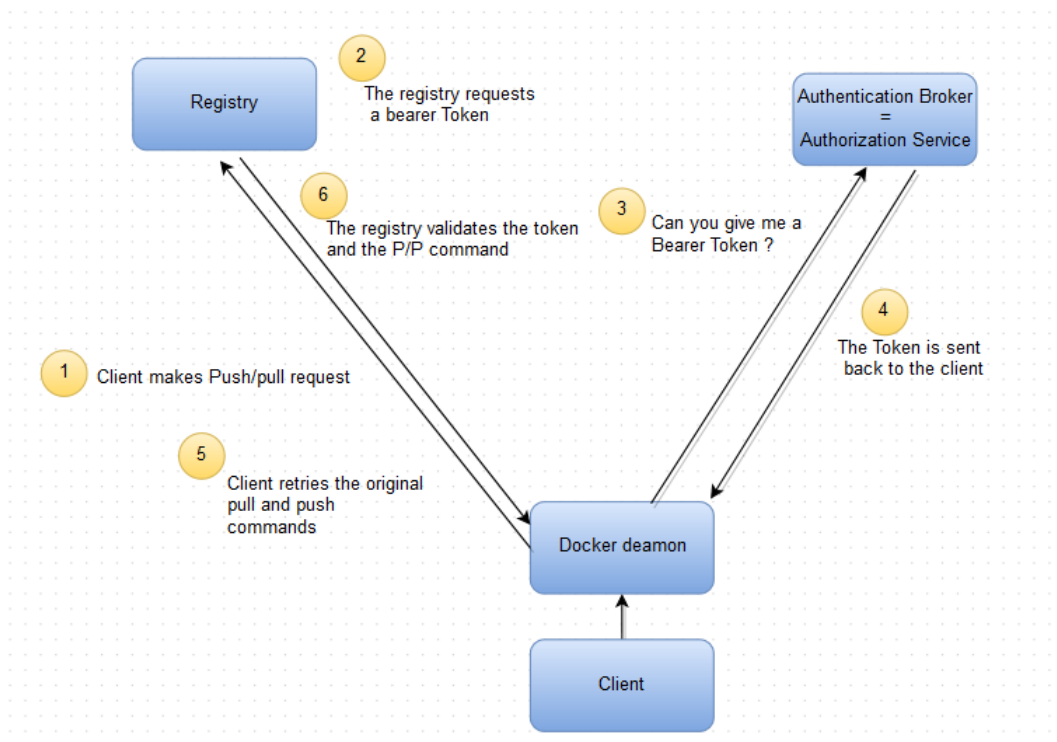 2
The registry requests
a bearer Token
Registry
Authentication Broker
=
Authorization Service
6
The registry validates the token
and the P/P command
3
Can you give me a
Bearer Token ?
4
The Token is sent
back to the client
1
Client makes Push/pull request
5
Client retries the original
pull and push
commands
Docker deamon
Client